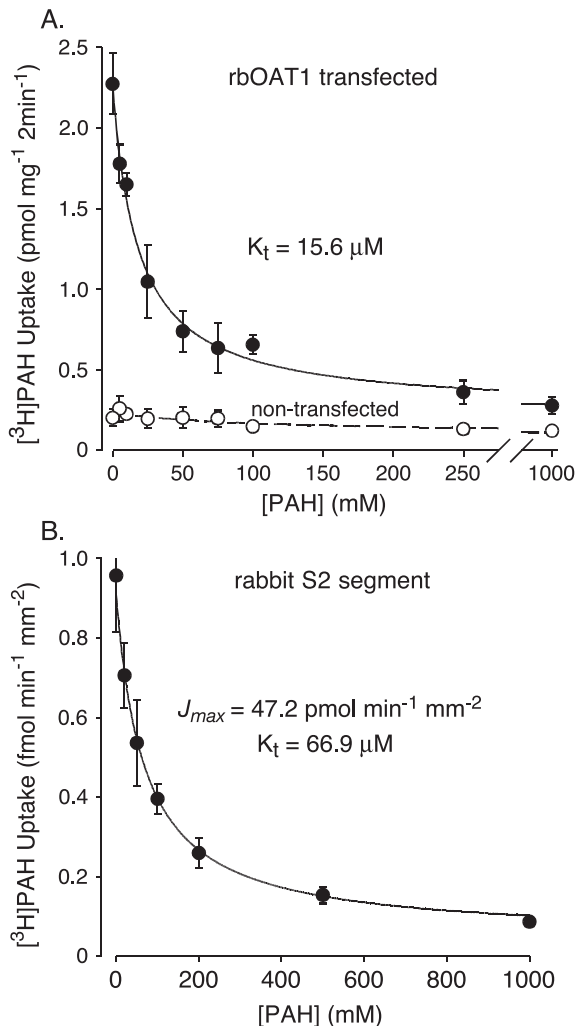 A.
rbOAT1 transfected
[³H]PAH Uptake (pmol mg⁻¹ 2min⁻¹)
2.5
2.0
1.5
1.0
0.5
0
Kt = 15.6 μM
non-transfected
0 50 100 150 200 250 1000
[PAH] (mM)
B.
rabbit S2 segment
[³H]PAH Uptake (fmol min⁻¹ mm⁻²)
1.0
0.8
0.6
0.4
0.2
0
Jmax = 47.2 pmol min⁻¹ mm⁻²
Kt = 66.9 μM
0 200 400 600 800 1000
[PAH] (mM)